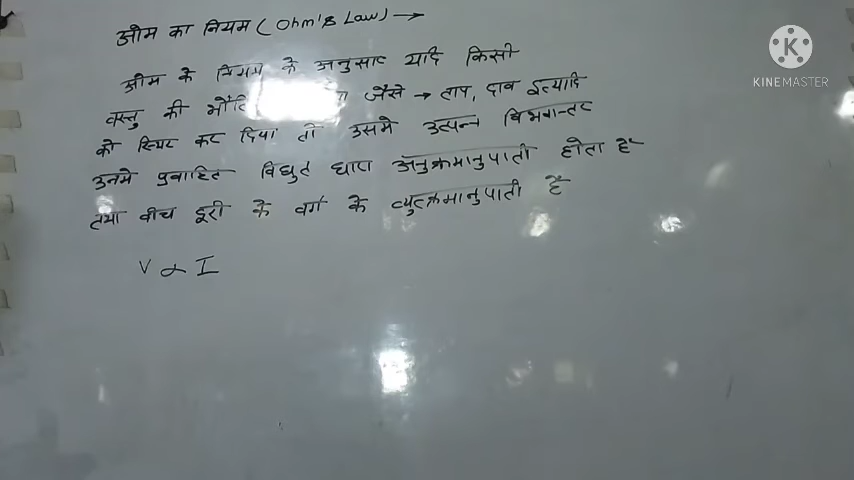 ओम का नियम (Ohm's Law) →
K
KINEMASTER
ओम के नियम के अनुसार यदि किसी
वस्तु की जैसे → ताप, दाब इत्यादि
को स्थिर कर दिया तो उसमे उत्पन्न विभवान्तर
उनमे प्रवाहित विद्युत धारा अनुक्रमानुपाती होता है
तथा बीच दूरी के वर्ग के व्युत्क्रमानुपाती है
V ∝ I